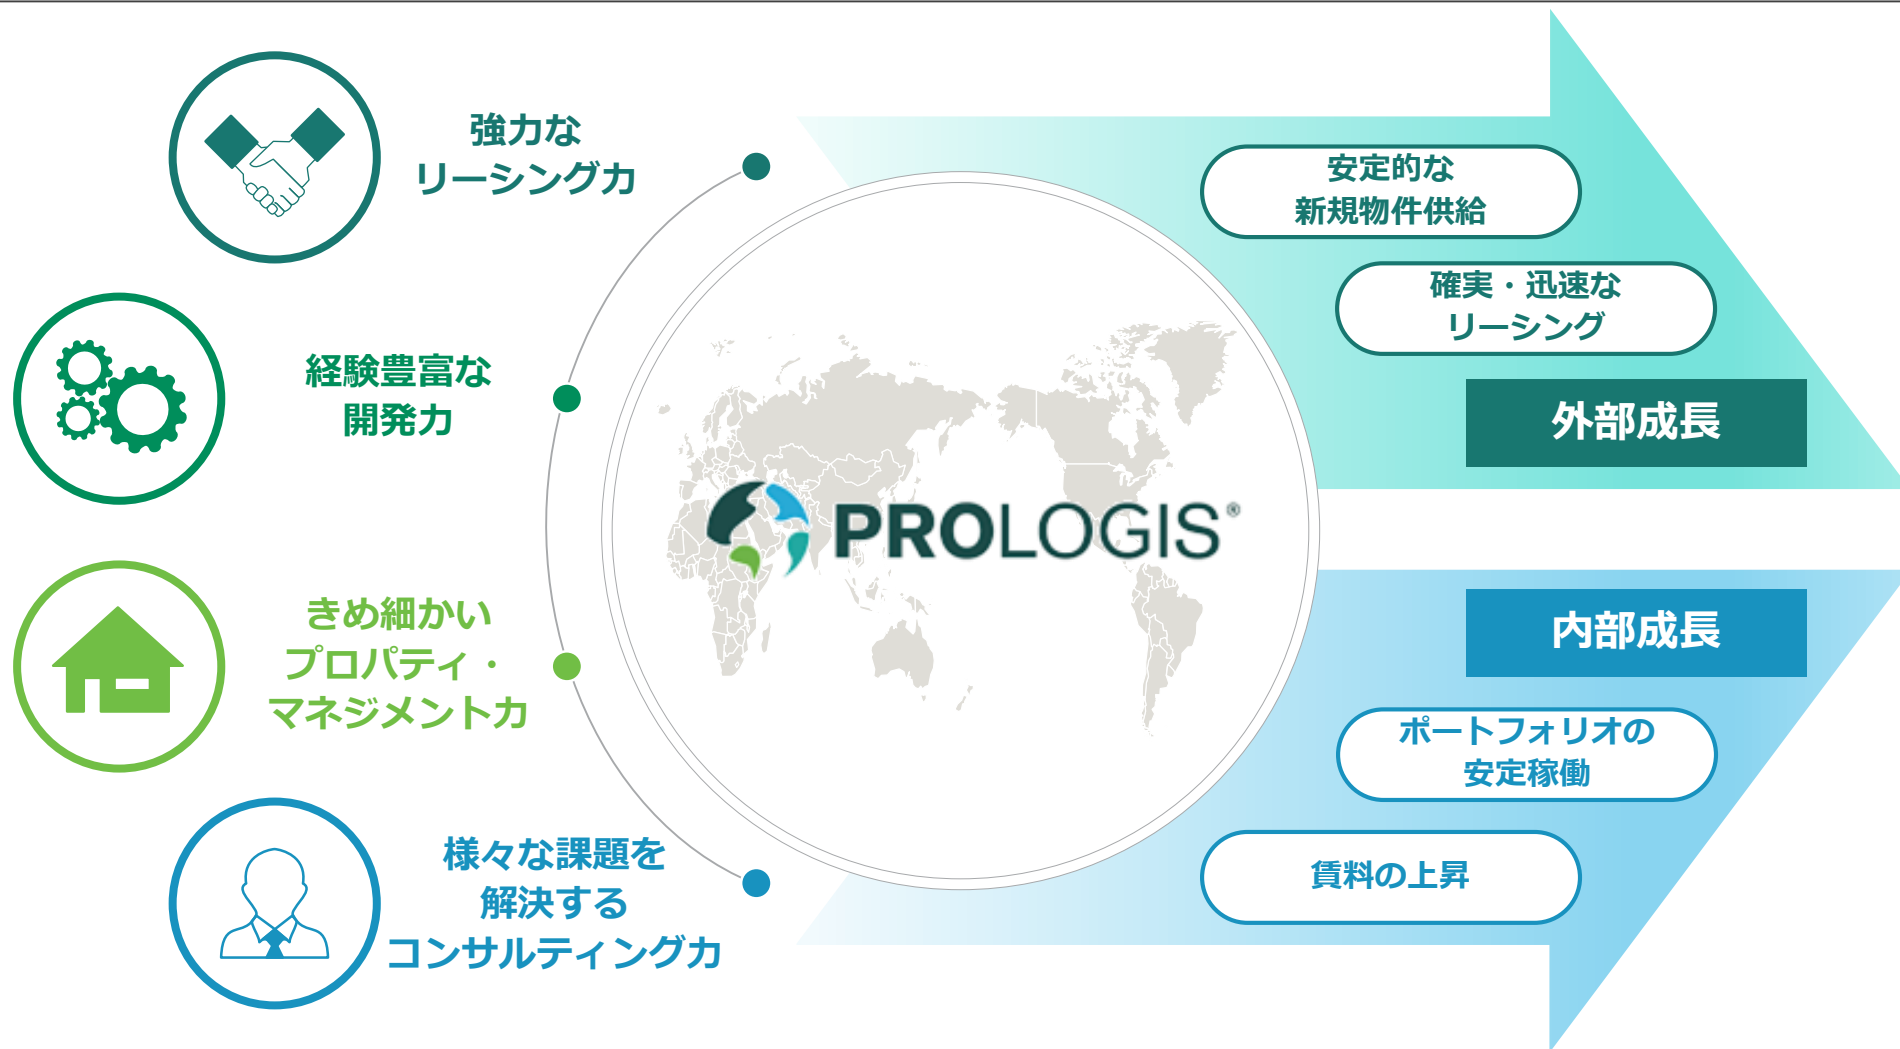 強力な
リーシング力
経験豊富な
開発力
きめ細かい
プロパティ・
マネジメント力
様々な課題を
解決する
コンサルティング力
PROLOGIS®
安定的な
新規物件供給
確実・迅速な
リーシング
外部成長
内部成長
ポートフォリオの
安定稼働
賃料の上昇